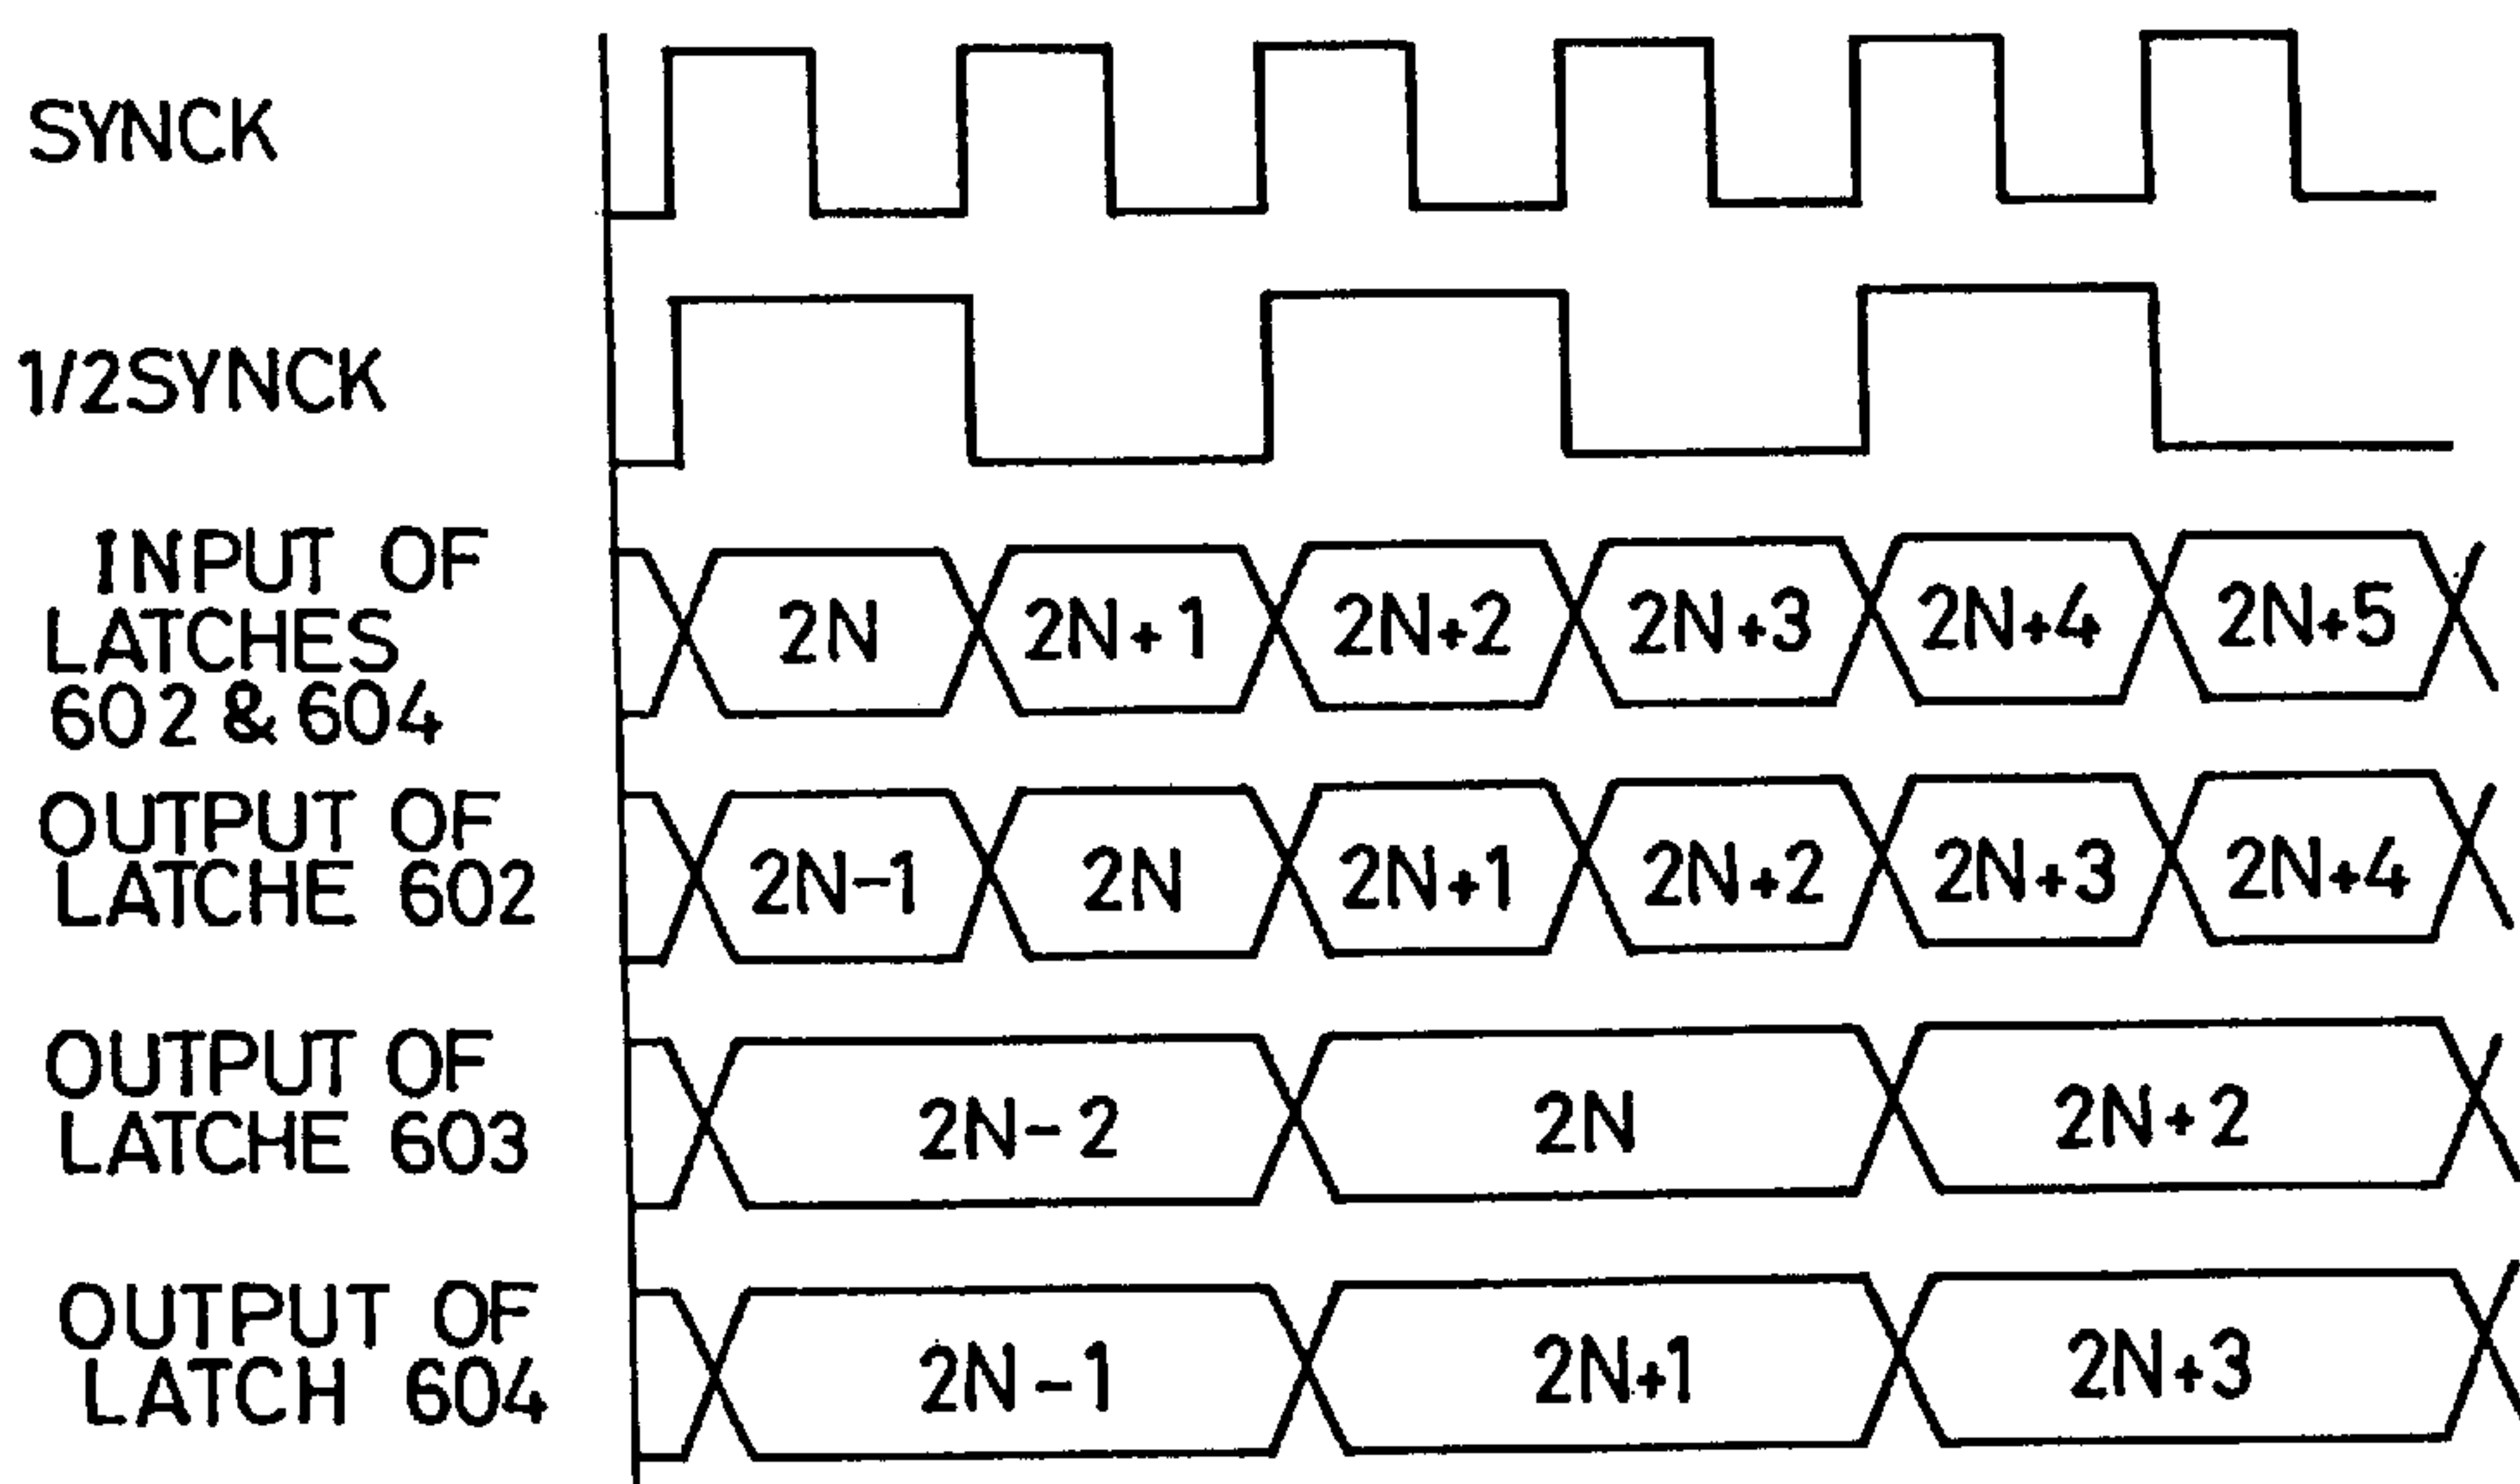 SYNCK
1/2SYNCK
INPUT OF
LATCHES
602 & 604
2N 2N+1 2N+2 2N+3 2N+4 2N+5
OUTPUT OF
LATCHE 602
2N-1 2N 2N+1 2N+2 2N+3 2N+4
OUTPUT OF
LATCHE 603
2N-2 2N 2N+2
OUTPUT OF
LATCH 604
2N-1 2N+1 2N+3